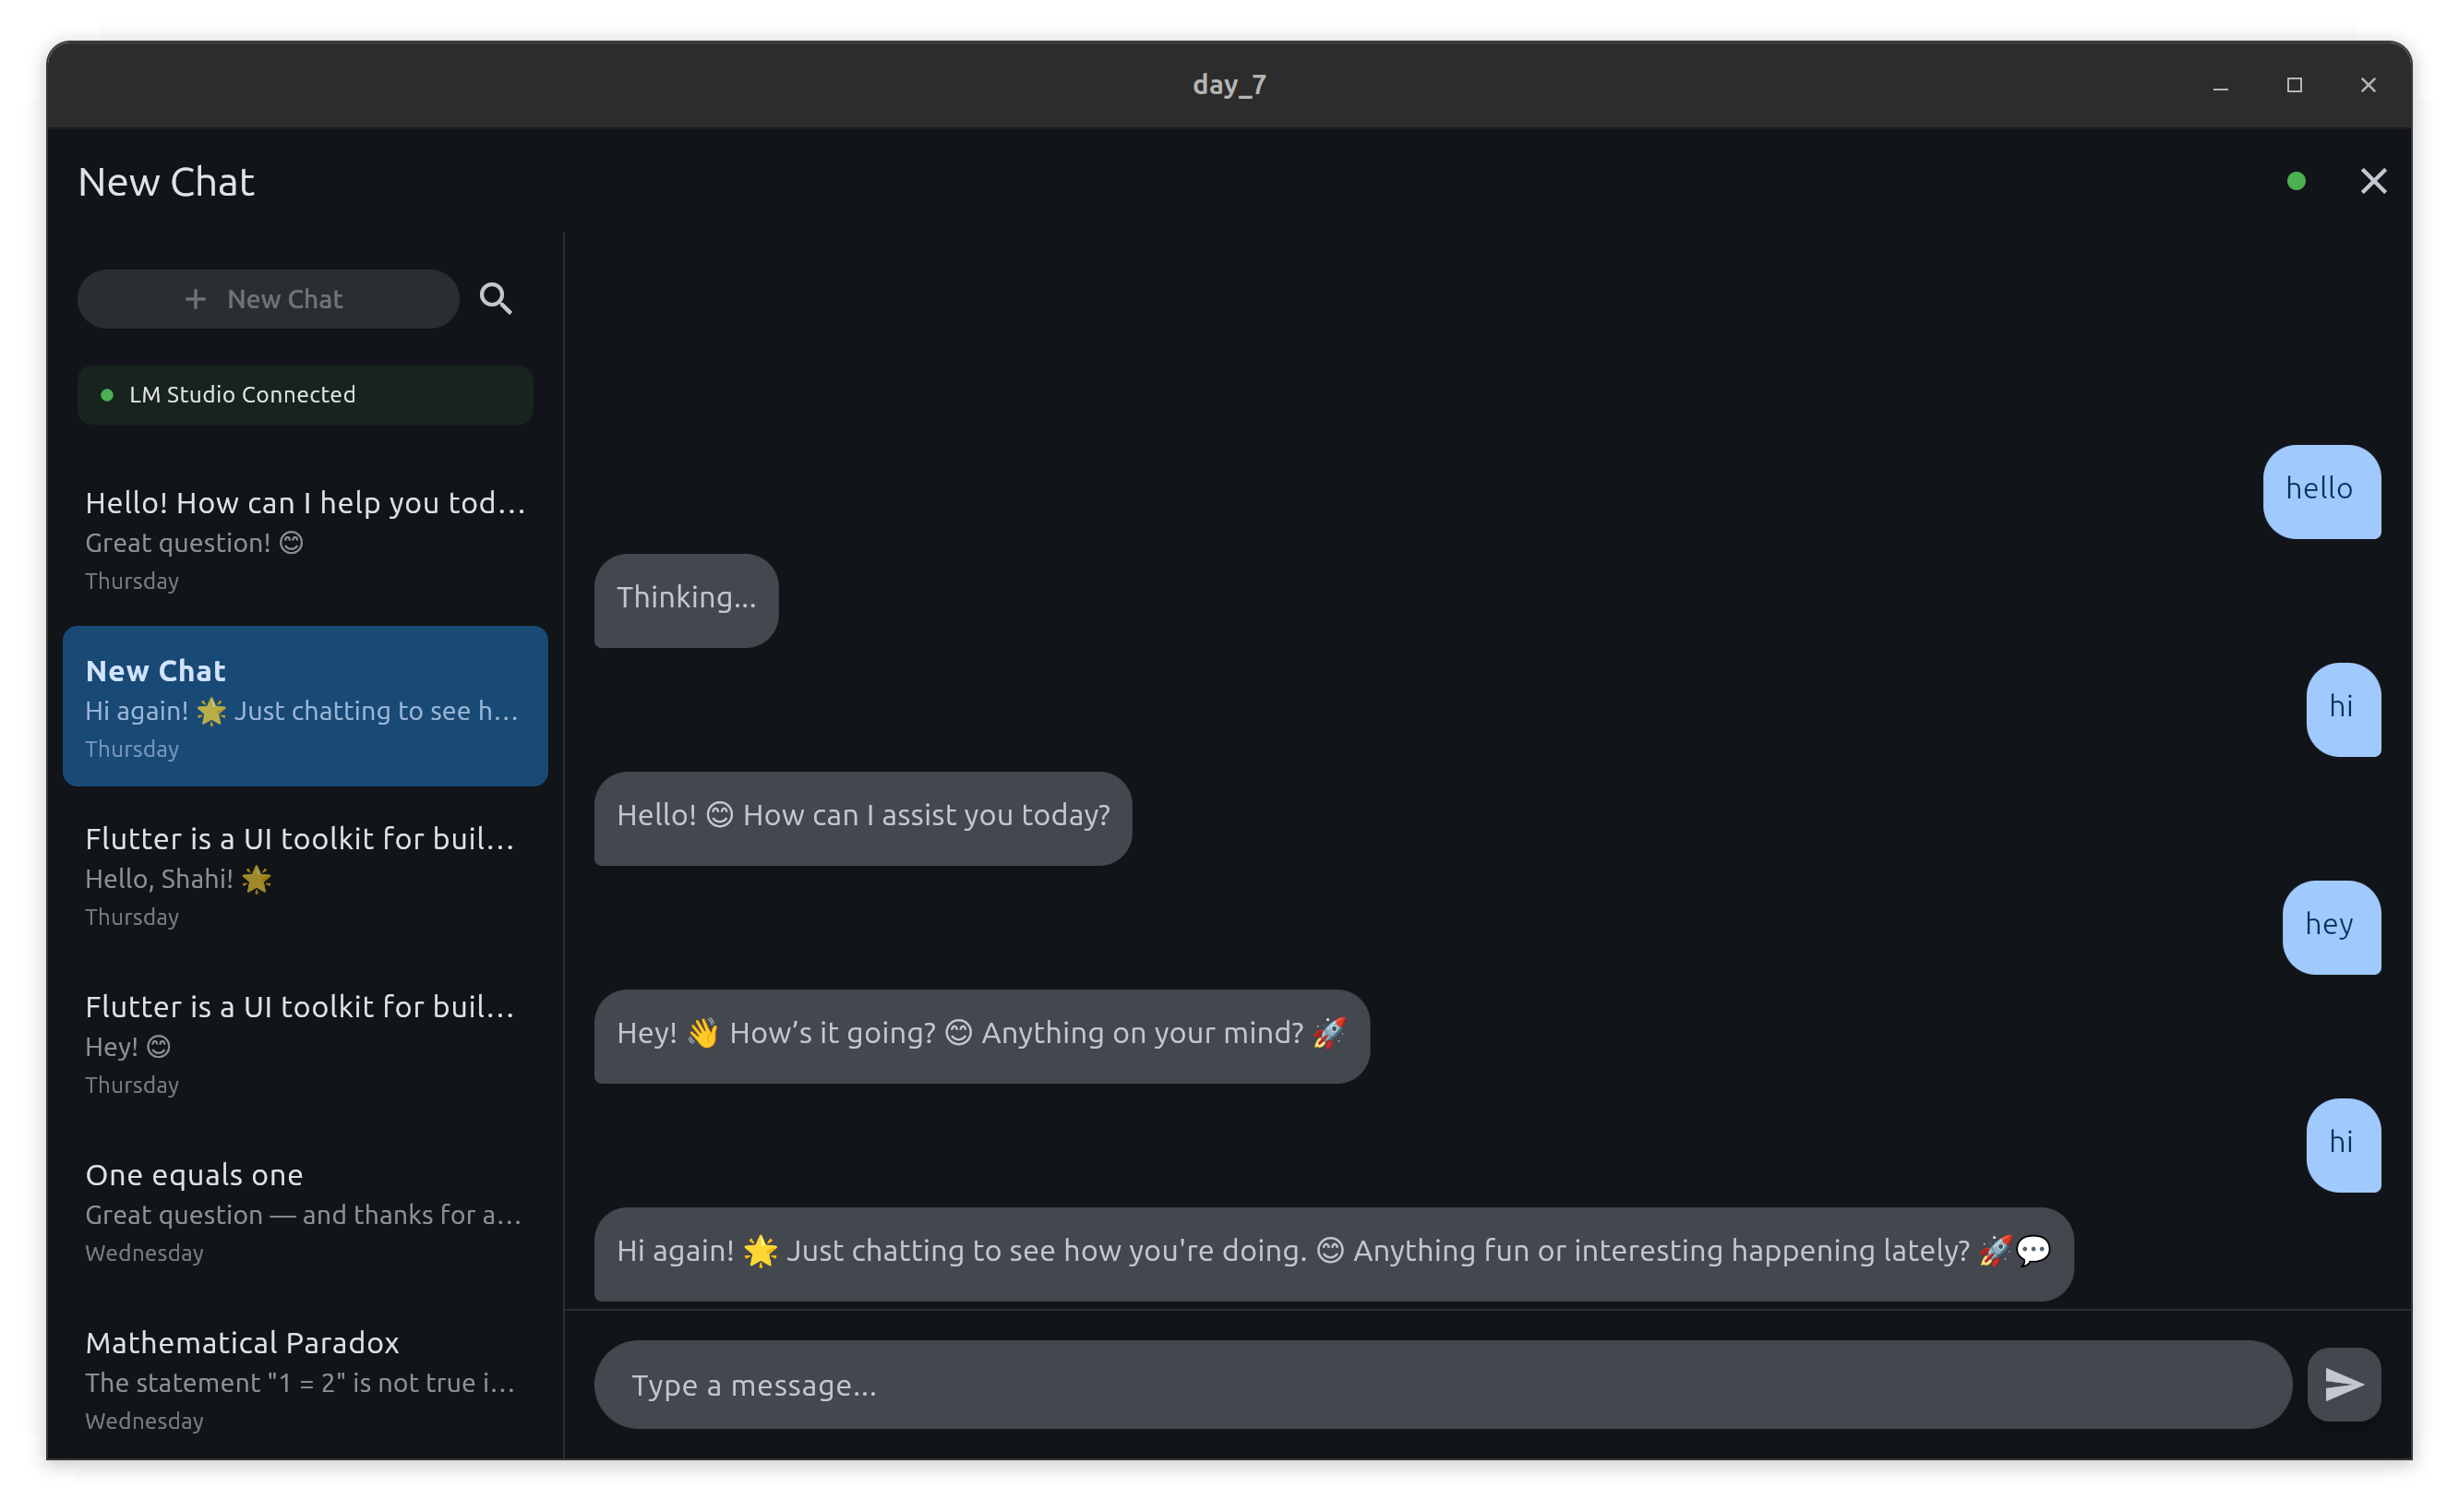 day_7
New Chat
+ New Chat
LM Studio Connected
Hello! How can I help you tod...
Great question! 😊
Thursday
New Chat
Hi again! 🌟 Just chatting to see h...
Thursday
Flutter is a UI toolkit for buil...
Hello, Shahi! 🌟
Thursday
Flutter is a UI toolkit for buil...
Hey! 😊
Thursday
One equals one
Great question — and thanks for a...
Wednesday
Mathematical Paradox
The statement "1 = 2" is not true i...
Wednesday
hello
Thinking...
hi
Hello! 😊 How can I assist you today?
hey
Hey! 👋 How’s it going? 😊 Anything on your mind? 🚀
hi
Hi again! 🌟 Just chatting to see how you're doing. 😊 Anything fun or interesting happening lately? 🚀💬
Type a message...